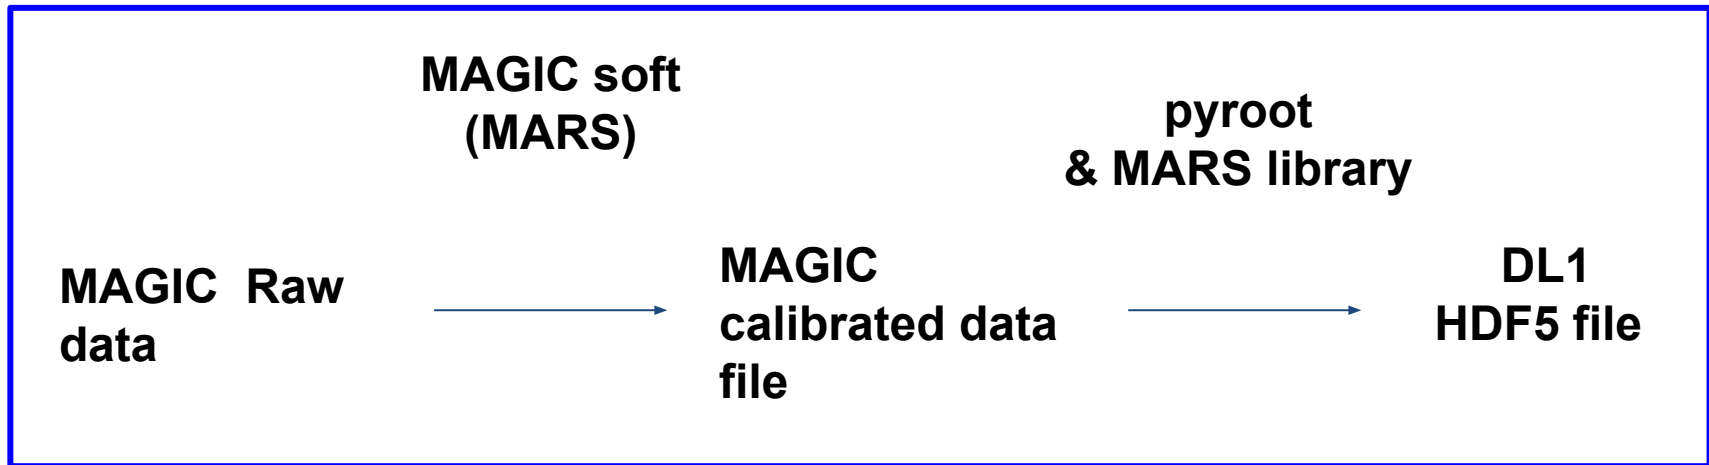 MAGIC soft
(MARS)
pyroot
& MARS library
MAGIC  Raw
data
MAGIC
calibrated data
file
DL1
HDF5 file